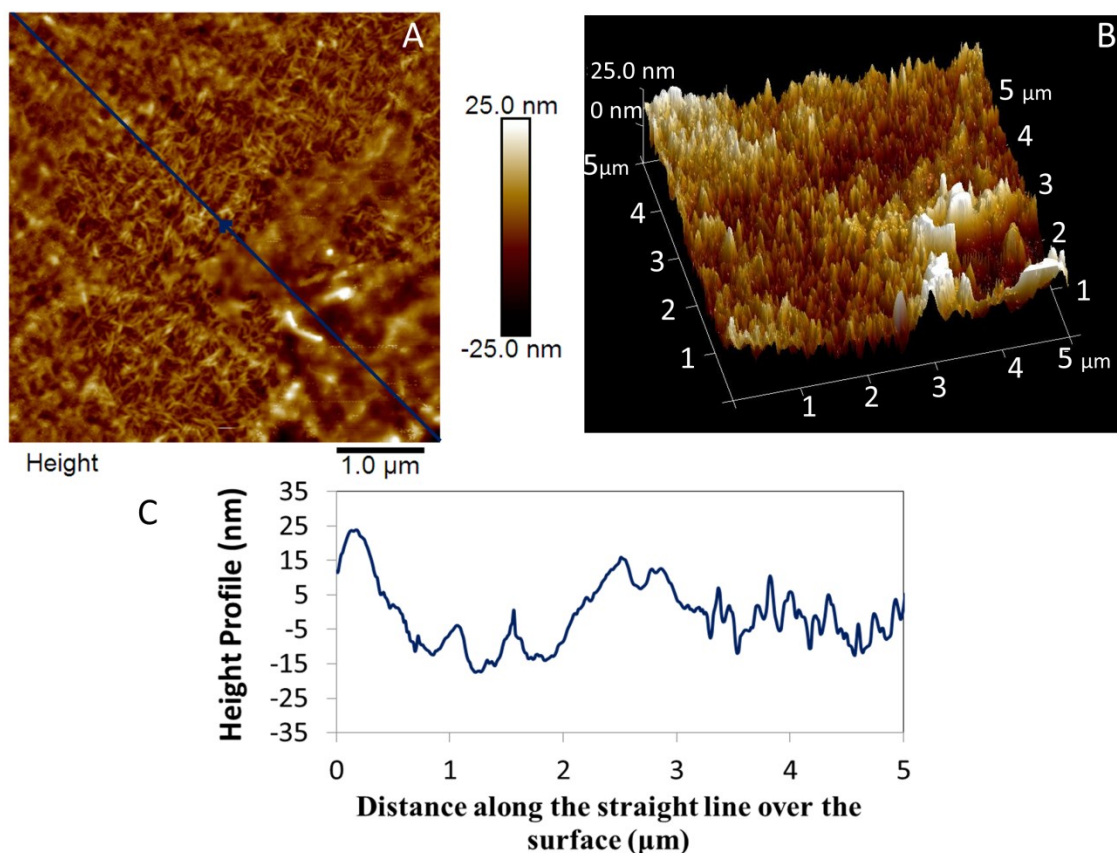 A
25.0 nm
-25.0 nm
Height
1.0 µm
B
25.0 nm
0 nm
5µm
4
3
2
1
1
2
3
4
5 µm
5 µm
4
3
2
1
C
Height Profile (nm)
35
25
15
5
-5
-15
-25
-35
0 1 2 3 4 5
Distance along the straight line over the
surface (µm)